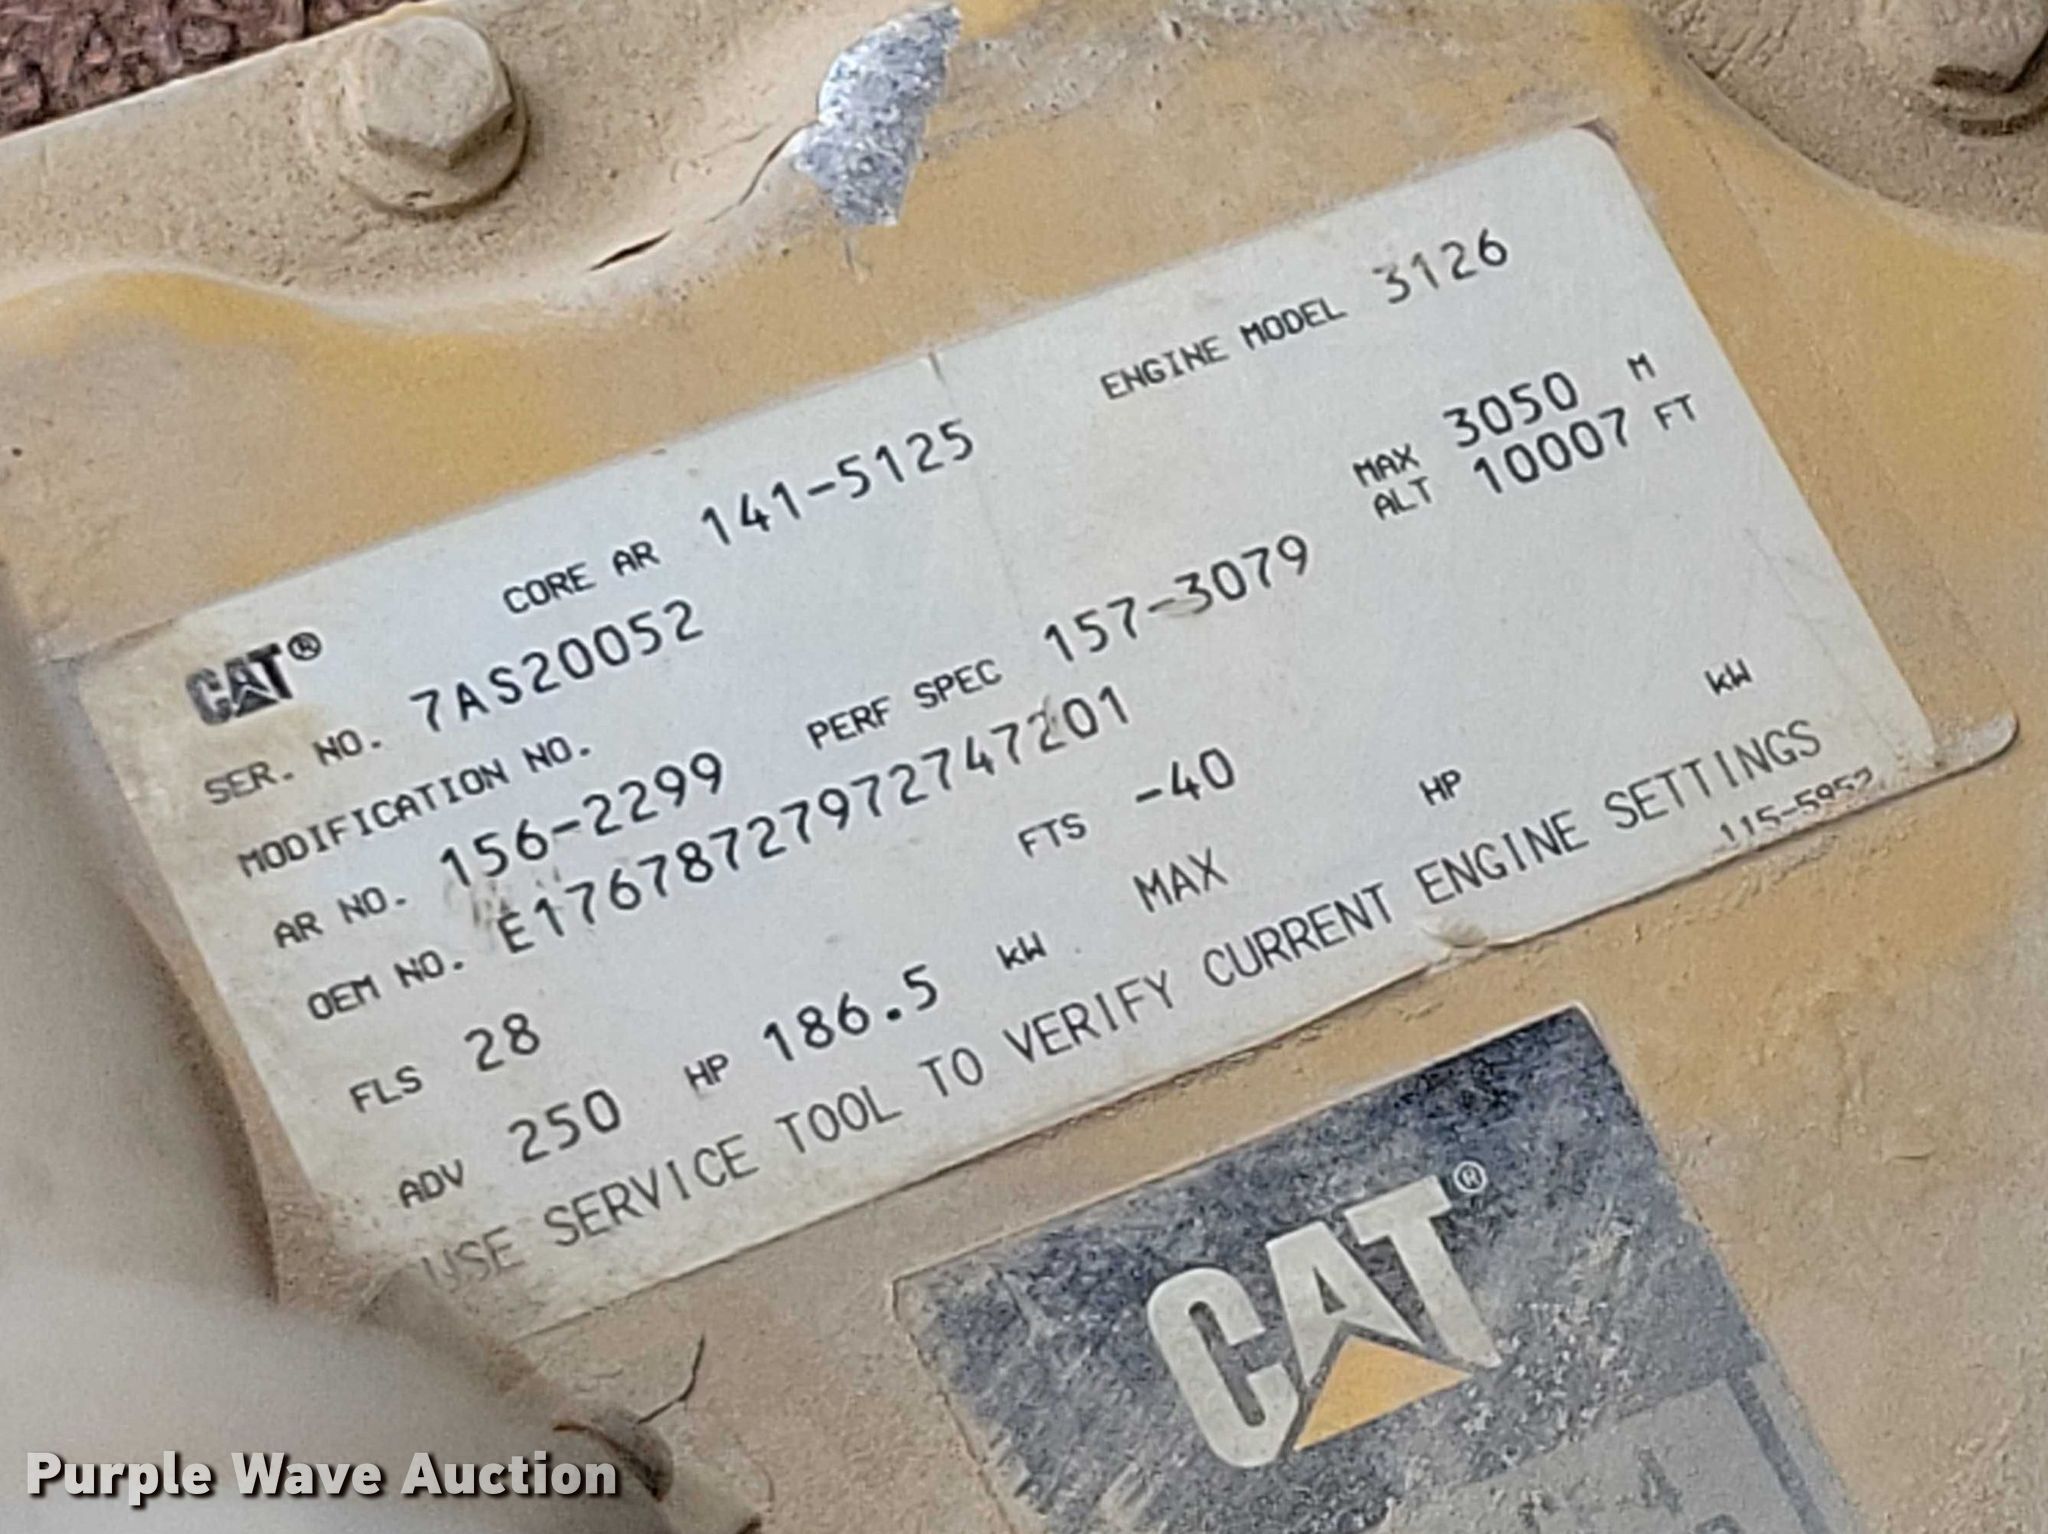 ENGINE MODEL 3126
CAT® CORE AR 141-5125 MAX 3050 M
SER. NO. 7AS20052 ALT 10007 FT
MODIFICATION NO.
AR NO. 156-2299 PERF SPEC 157-3079
OEM NO. E17678727972747201
FLS 28 FTS -40
ADV 250 HP 186.5 kW MAX HP kW
USE SERVICE TOOL TO VERIFY CURRENT ENGINE SETTINGS
115-5952
CAT®
Purple Wave Auction